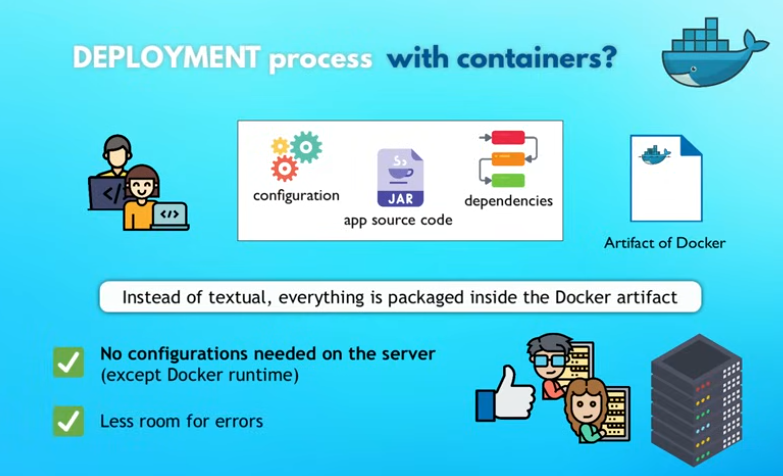 DEPLOYMENT process with containers?
configuration
JAR
app source code
dependencies
Artifact of Docker
Instead of textual, everything is packaged inside the Docker artifact
No configurations needed on the server
(except Docker runtime)
Less room for errors